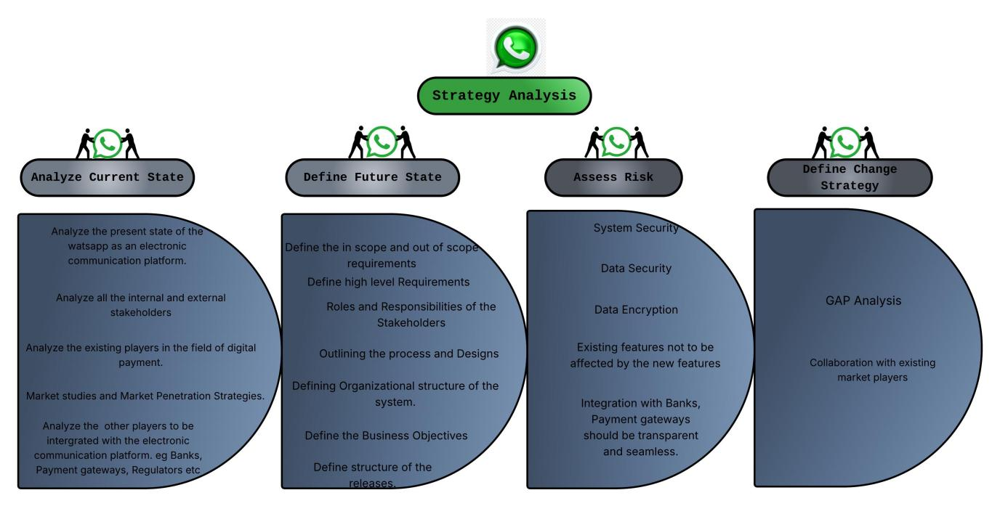 Strategy Analysis
Analyze Current State
Analyze the present state of the
watsapp as an electronic
communication platform.
Analyze all the internal and external
stakeholders
Analyze the existing players in the field of digital
payment.
Market studies and Market Penetration Strategies.
Analyze the  other players to be
intergrated with the electronic
communication platform. eg Banks,
Payment gateways, Regulators etc
Define Future State
Define the in scope and out of scope
requirements
Define high level Requirements
Roles and Responsibilities of the
Stakeholders
Outlining the process and Designs
Defining Organizational structure of the
system.
Define the Business Objectives
Define structure of the
releases.
Assess Risk
System Security
Data Security
Data Encryption
Existing features not to be
affected by the new features
Integration with Banks,
Payment gateways
should be transparent
and seamless.
Define Change
Strategy
GAP Analysis
Collaboration with existing
market players